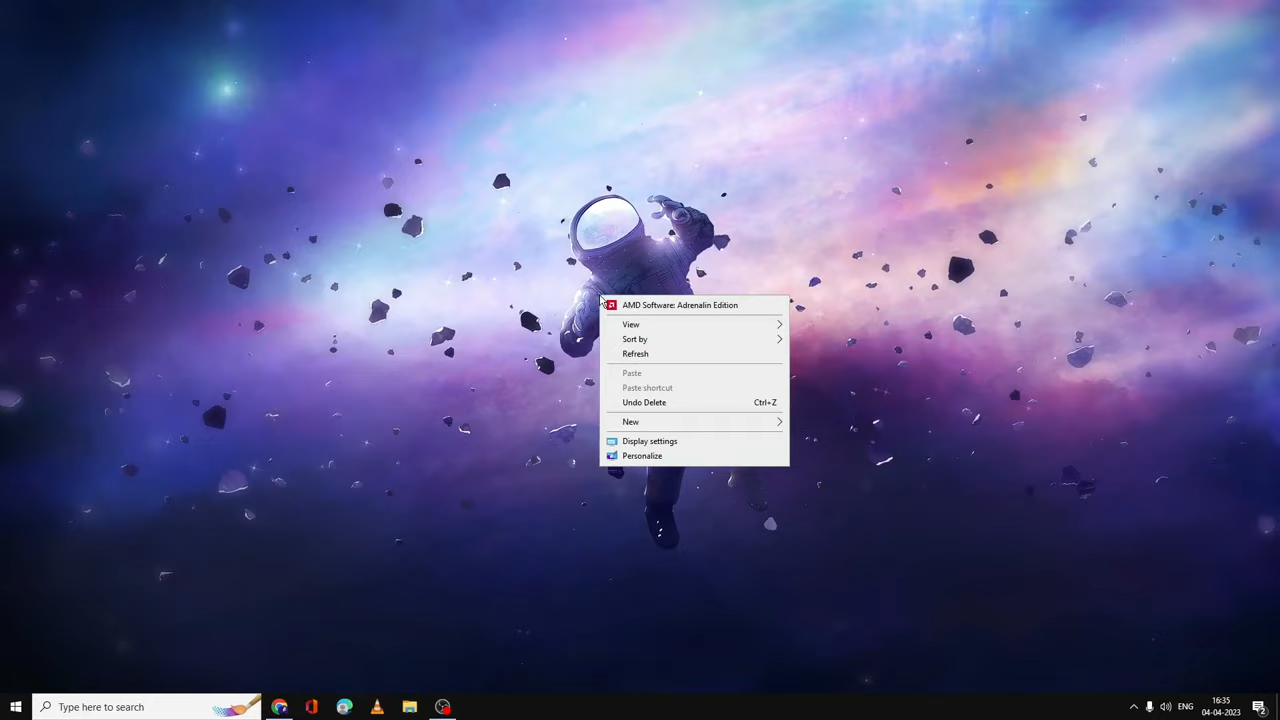 AMD Software: Adrenalin Edition
View
Sort by
Refresh
Paste
Paste shortcut
Undo Delete Ctrl+Z
New
Display settings
Personalize
Type here to search
ENG
16:35
04-04-2023
2